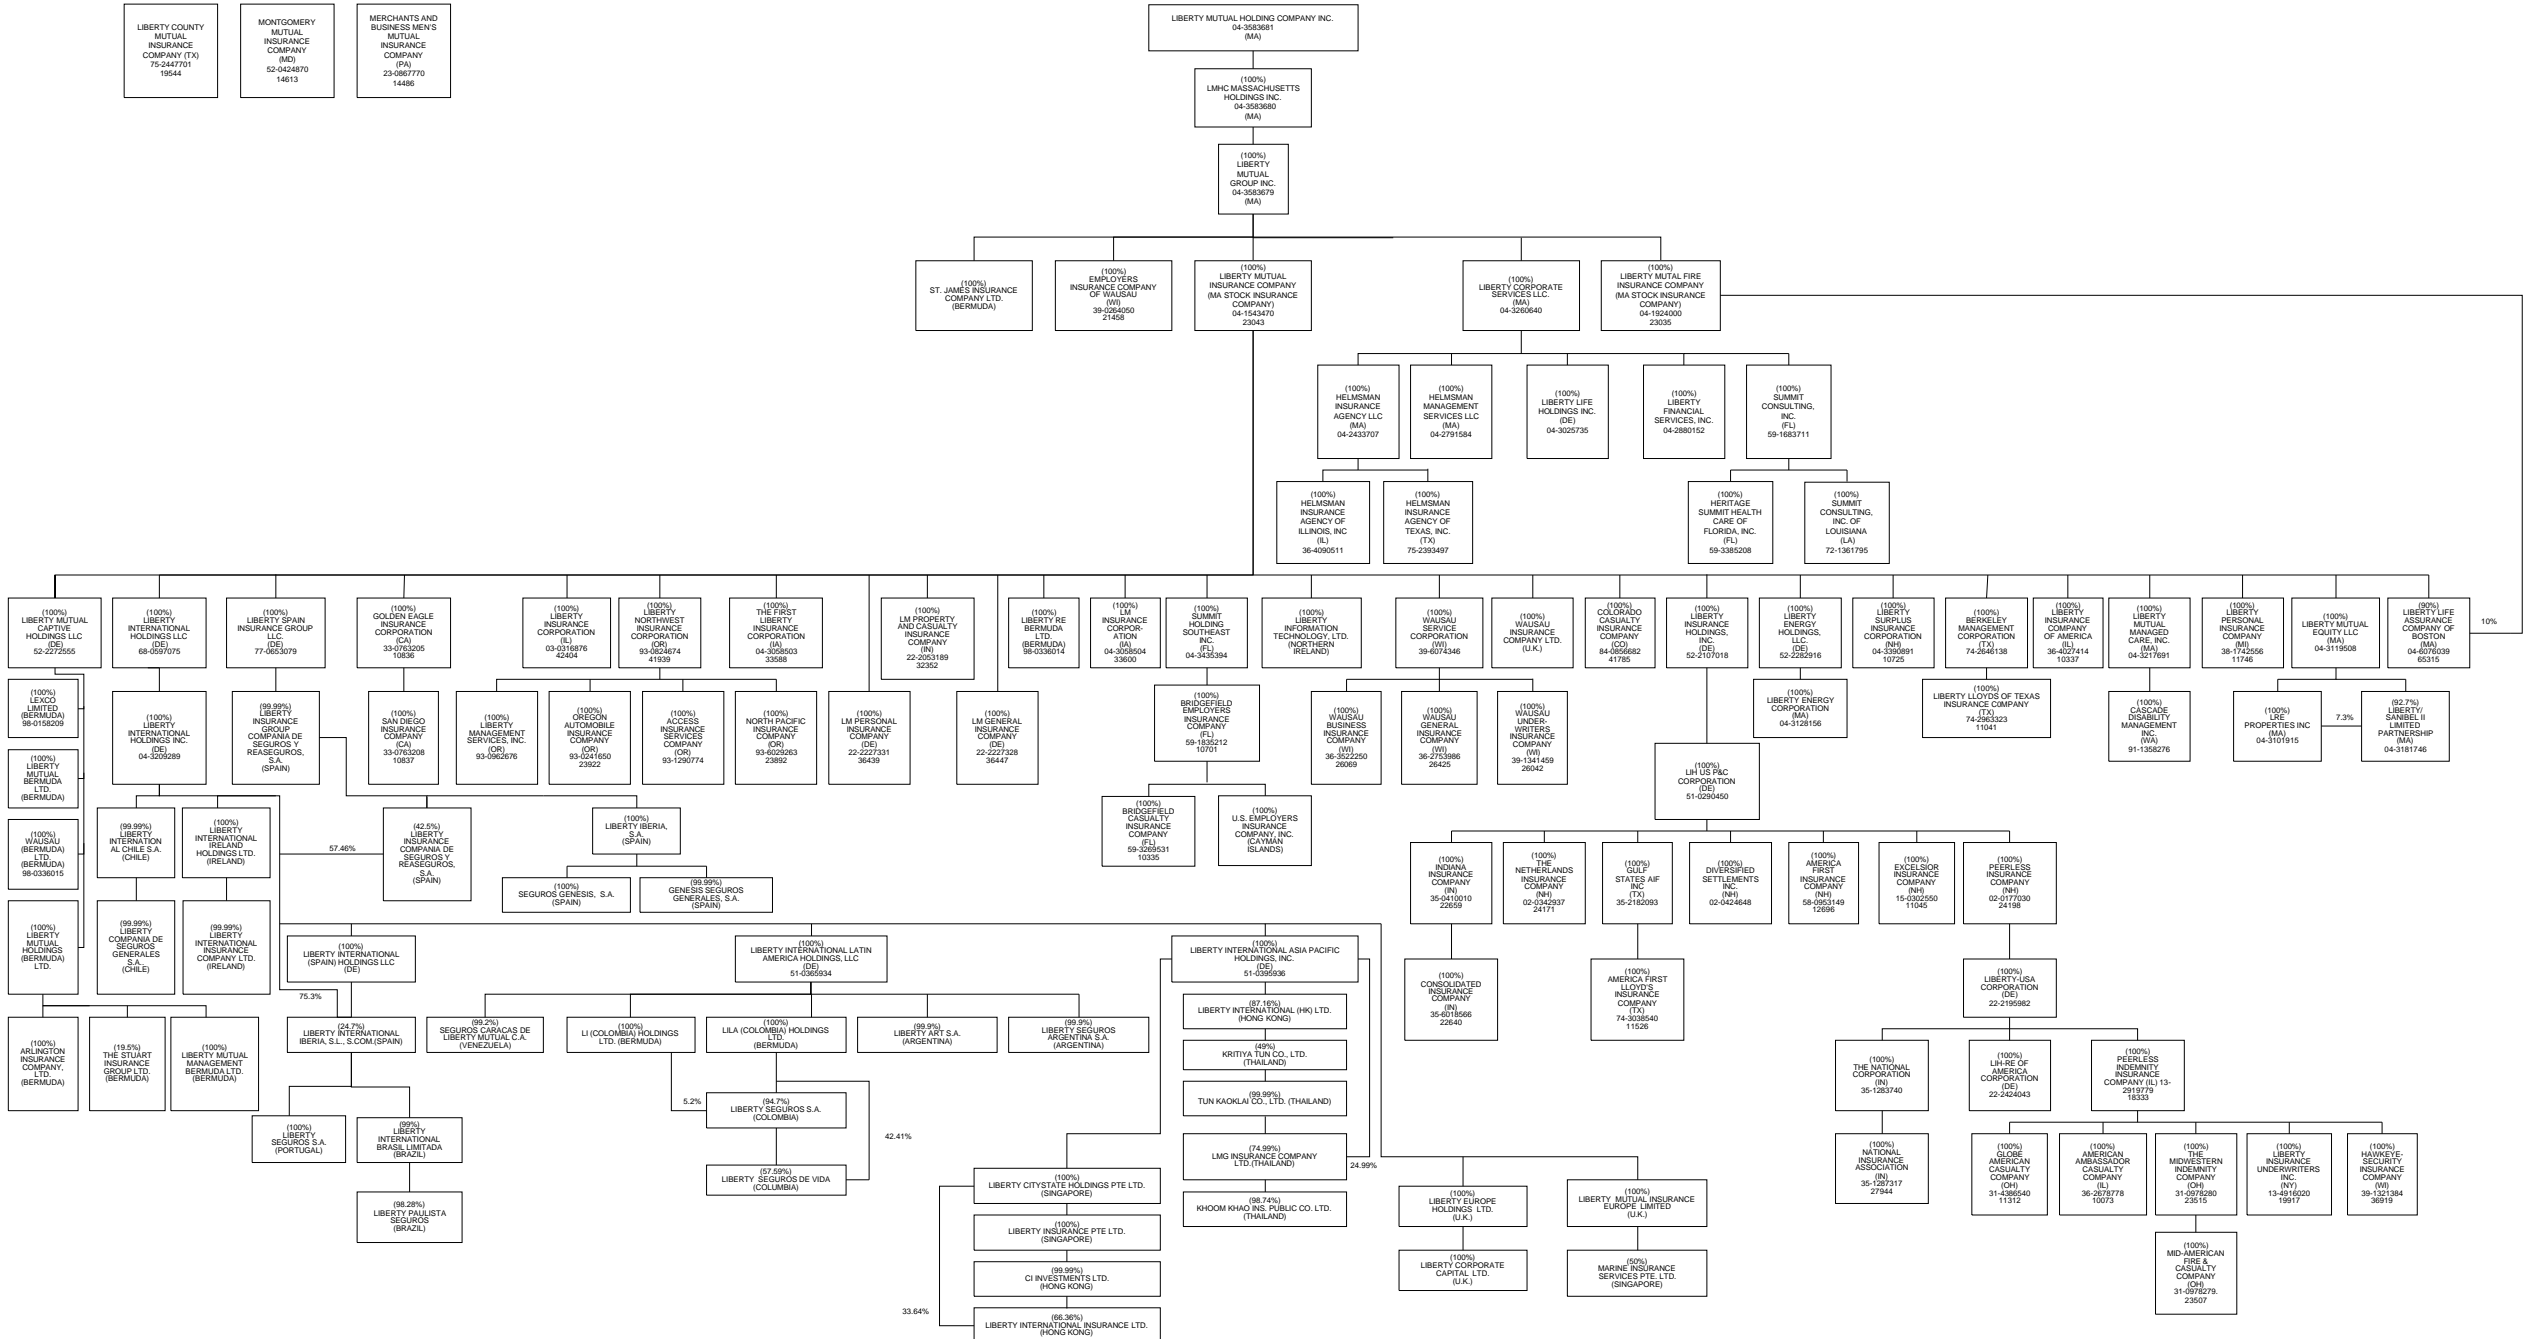 LIBERTY COUNTY
MUTUAL
INSURANCE
COMPANY (TX)
75-2447701
19544
MONTGOMERY
MUTUAL
INSURANCE
COMPANY
(MD)
52-0424870
14613
MERCHANTS AND
BUSINESS MEN'S
MUTUAL
INSURANCE
COMPANY
(PA)
23-0867770
14486
LIBERTY MUTUAL HOLDING COMPANY INC.
04-3583681
(MA)
(100%)
LMHC MASSACHUSETTS
HOLDINGS INC.
04-3583680
(MA)
(100%)
LIBERTY
MUTUAL
GROUP INC.
04-3583679
(MA)
(100%)
ST. JAMES INSURANCE
COMPANY LTD.
(BERMUDA)
(100%)
EMPLOYERS
INSURANCE COMPANY
OF WAUSAU
(WI)
39-0264050
21458
(100%)
LIBERTY MUTUAL
INSURANCE COMPANY
(MA STOCK INSURANCE
COMPANY)
04-1543470
23043
(100%)
LIBERTY CORPORATE
SERVICES LLC.
(MA)
04-3260640
(100%)
LIBERTY MUTAL FIRE
INSURANCE COMPANY
(MA STOCK INSURANCE
COMPANY)
04-1924000
23035
(100%)
HELMSMAN
INSURANCE
AGENCY LLC
(MA)
04-2433707
(100%)
HELMSMAN
MANAGEMENT
SERVICES LLC
(MA)
04-2791584
(100%)
LIBERTY LIFE
HOLDINGS INC.
(DE)
04-3025735
(100%)
LIBERTY
FINANCIAL
SERVICES, INC.
04-2880152
(100%)
SUMMIT
CONSULTING,
INC.
(FL)
59-1683711
(100%)
HELMSMAN
INSURANCE
AGENCY OF
ILLINOIS, INC
(IL)
36-4090511
(100%)
HELMSMAN
INSURANCE
AGENCY OF
TEXAS, INC.
(TX)
75-2393497
(100%)
HERITAGE
SUMMIT HEALTH
CARE OF
FLORIDA, INC.
(FL)
59-3385208
(100%)
SUMMIT
CONSULTING,
INC. OF
LOUISIANA
(LA)
72-1361795
(100%)
LIBERTY MUTUAL
CAPTIVE
HOLDINGS LLC
(DE)
52-2272555
(100%)
LIBERTY
INTERNATIONAL
HOLDINGS LLC
(DE)
68-0597075
(100%)
LIBERTY SPAIN
INSURANCE GROUP
LLC.
(DE)
77-0653079
(100%)
GOLDEN EAGLE
INSURANCE
CORPORATION
(CA)
33-0763205
10836
(100%)
LIBERTY
INSURANCE
CORPORATION
(IL)
03-0316876
42404
(100%)
LIBERTY
NORTHWEST
INSURANCE
CORPORATION
(OR)
93-0824674
41939
(100%)
THE FIRST
LIBERTY
INSURANCE
CORPORATION
(IA)
04-3058503
33588
(100%)
LM PROPERTY
AND CASUALTY
INSURANCE
COMPANY
(IN)
22-2053189
32352
(100%)
LIBERTY RE
BERMUDA
LTD.
(BERMUDA)
98-0336014
(100%)
LM
INSURANCE
CORPOR-
ATION
(IA)
04-3058504
33600
(100%)
SUMMIT
HOLDING
SOUTHEAST
INC.
(FL)
04-3435394
(100%)
LIBERTY
INFORMATION
TECHNOLOGY, LTD.
(NORTHERN
IRELAND)
(100%)
WAUSAU
SERVICE
CORPORATION
(WI)
39-6074346
(100%)
WAUSAU
INSURANCE
COMPANY LTD.
(U.K.)
(100%)
COLORADO
CASUALTY
INSURANCE
COMPANY
(CO)
84-0856682
41785
(100%)
LIBERTY
INSURANCE
HOLDINGS,
INC.
(DE)
52-2107018
(100%)
LIBERTY
ENERGY
HOLDINGS,
LLC.
(DE)
52-2282916
(100%)
LIBERTY
SURPLUS
INSURANCE
CORPORATION
(NH)
04-3390891
10725
(100%)
BERKELEY
MANAGEMENT
CORPORATION
(TX)
74-2646138
(100%)
LIBERTY
INSURANCE
COMPANY
OF AMERICA
(IL)
36-4027414
10337
(100%)
LIBERTY
MUTUAL
MANAGED
CARE, INC.
(MA)
04-3217691
(100%)
LIBERTY
PERSONAL
INSURANCE
COMPANY
(MI)
38-1742556
11746
(100%)
LIBERTY MUTUAL
EQUITY LLC
(MA)
04-3119508
(90%)
LIBERTY LIFE
ASSURANCE
COMPANY OF
BOSTON
(MA)
04-6076039
65315
10%
(100%)
LEXCO
LIMITED
(BERMUDA)
98-0158209
(100%)
LIBERTY
INTERNATIONAL
HOLDINGS INC.
(DE)
04-3209289
(99.99%)
LIBERTY
INSURANCE
GROUP
COMPANIA DE
SEGUROS Y
REASEGUROS,
S.A.
(SPAIN)
(100%)
SAN DIEGO
INSURANCE
COMPANY
(CA)
33-0763208
10837
(100%)
LIBERTY
MANAGEMENT
SERVICES, INC.
(OR)
93-0962676
(100%)
OREGON
AUTOMOBILE
INSURANCE
COMPANY
(OR)
93-0241650
23922
(100%)
ACCESS
INSURANCE
SERVICES
COMPANY
(OR)
93-1290774
(100%)
NORTH PACIFIC
INSURANCE
COMPANY
(OR)
93-6029263
23892
(100%)
LM PERSONAL
INSURANCE
COMPANY
(DE)
22-2227331
36439
(100%)
LM GENERAL
INSURANCE
COMPANY
(DE)
22-2227328
36447
(100%)
BRIDGEFIELD
EMPLOYERS
INSURANCE
COMPANY
(FL)
59-1835212
10701
(100%)
WAUSAU
BUSINESS
INSURANCE
COMPANY
(WI)
36-3522250
26069
(100%)
WAUSAU
GENERAL
INSURANCE
COMPANY
(WI)
36-2753986
26425
(100%)
WAUSAU
UNDER-
WRITERS
INSURANCE
COMPANY
(WI)
39-1341459
26042
(100%)
LIBERTY ENERGY
CORPORATION
(MA)
04-3128156
(100%)
LIBERTY LLOYDS OF TEXAS
INSURANCE C0MPANY
(TX)
74-2963323
11041
(100%)
CASCADE
DISABILITY
MANAGEMENT
INC.
(WA)
91-1358276
(100%)
LRE
PROPERTIES INC
(MA)
04-3101915
7.3%
(92.7%)
LIBERTY/
SANIBEL II
LIMITED
PARTNERSHIP
(MA)
04-3181746
(100%)
LIBERTY
MUTUAL
BERMUDA
LTD.
(BERMUDA)
(100%)
LIH US P&C
CORPORATION
(DE)
51-0290450
(100%)
WAUSAU
(BERMUDA)
LTD.
(BERMUDA)
98-0336015
(99.99%)
LIBERTY
INTERNATION
AL CHILE S.A.
(CHILE)
(100%)
LIBERTY
INTERNATIONAL
IRELAND
HOLDINGS LTD.
(IRELAND)
57.46%
(42.5%)
LIBERTY
INSURANCE
COMPANIA DE
SEGUROS Y
REASEGUROS,
S.A.
(SPAIN)
(100%)
LIBERTY IBERIA,
S.A.
(SPAIN)
(100%)
BRIDGEFIELD
CASUALTY
INSURANCE
COMPANY
(FL)
59-3269531
10335
(100%)
U.S. EMPLOYERS
INSURANCE
COMPANY, INC.
(CAYMAN
ISLANDS)
(100%)
INDIANA
INSURANCE
COMPANY
(IN)
35-0410010
22659
(100%)
THE
NETHERLANDS
INSURANCE
COMPANY
(NH)
02-0342937
24171
(100%)
GULF
STATES AIF
INC
(TX)
35-2182093
(100%)
DIVERSIFIED
SETTLEMENTS
INC.
(NH)
02-0424648
(100%)
AMERICA
FIRST
INSURANCE
COMPANY
(NH)
58-0953149
12696
(100%)
EXCELSIOR
INSURANCE
COMPANY
(NH)
15-0302550
11045
(100%)
PEERLESS
INSURANCE
COMPANY
(NH)
02-0177030
24198
(100%)
SEGUROS GENESIS, S.A.
(SPAIN)
(99.99%)
GENESIS SEGUROS
GENERALES, S.A.
(SPAIN)
(100%)
LIBERTY
MUTUAL
HOLDINGS
(BERMUDA)
LTD.
(99.99%)
LIBERTY
COMPANIA DE
SEGUROS
GENERALES
S.A..
(CHILE)
(99.99%)
LIBERTY
INTERNATIONAL
INSURANCE
COMPANY LTD.
(IRELAND)
(100%)
LIBERTY INTERNATIONAL
(SPAIN) HOLDINGS LLC
(DE)
(100%)
LIBERTY INTERNATIONAL LATIN
AMERICA HOLDINGS, LLC
(DE)
51-0365934
(100%)
LIBERTY INTERNATIONAL ASIA PACIFIC
HOLDINGS, INC.
(DE)
51-0395936
(100%)
CONSOLIDATED
INSURANCE
COMPANY
(IN)
35-6018566
22640
(100%)
AMERICA FIRST
LLOYD'S
INSURANCE
COMPANY
(TX)
74-3038540
11526
(100%)
LIBERTY-USA
CORPORATION
(DE)
22-2195982
75.3%
(100%)
ARLINGTON
INSURANCE
COMPANY,
LTD.
(BERMUDA)
(19.5%)
THE STUART
INSURANCE
GROUP LTD.
(BERMUDA)
(100%)
LIBERTY MUTUAL
MANAGEMENT
BERMUDA LTD.
(BERMUDA)
(24.7%)
LIBERTY INTERNATIONAL
IBERIA, S.L., S.COM.(SPAIN)
(99.2%)
SEGUROS CARACAS DE
LIBERTY MUTUAL C.A.
(VENEZUELA)
(100%)
LI (COLOMBIA) HOLDINGS
LTD. (BERMUDA)
(100%)
LILA (COLOMBIA) HOLDINGS
LTD.
(BERMUDA)
(99.9%)
LIBERTY ART S.A.
(ARGENTINA)
(99.9%)
LIBERTY SEGUROS
ARGENTINA S.A.
(ARGENTINA)
(87.16%)
LIBERTY INTERNATIONAL (HK) LTD.
(HONG KONG)
(49%)
KRITIYA TUN CO., LTD.
(THAILAND)
(99.99%)
TUN KAOKLAI CO., LTD. (THAILAND)
(100%)
THE NATIONAL
CORPORATION
(IN)
35-1283740
(100%)
LIH-RE OF
AMERICA
CORPORATION
(DE)
22-2424043
(100%)
PEERLESS
INDEMNITY
INSURANCE
COMPANY (IL) 13-
2919779
18333
5.2%
(94.7%)
LIBERTY SEGUROS S.A.
(COLOMBIA)
42.41%
(57.59%)
LIBERTY SEGUROS DE VIDA
(COLUMBIA)
(100%)
LIBERTY
SEGUROS S.A.
(PORTUGAL)
(99%)
LIBERTY
INTERNATIONAL
BRASIL LIMITADA
(BRAZIL)
(98.28%)
LIBERTY PAULISTA
SEGUROS
(BRAZIL)
(74.99%)
LMG INSURANCE COMPANY
LTD.(THAILAND)
24.99%
(98.74%)
KHOOM KHAO INS. PUBLIC CO. LTD.
(THAILAND)
(100%)
LIBERTY CITYSTATE HOLDINGS PTE LTD.
(SINGAPORE)
(100%)
LIBERTY INSURANCE PTE LTD.
(SINGAPORE)
(99.99%)
CI INVESTMENTS LTD.
(HONG KONG)
33.64%
(66.36%)
LIBERTY INTERNATIONAL INSURANCE LTD.
(HONG KONG)
(100%)
LIBERTY EUROPE
HOLDINGS LTD.
(U.K.)
(100%)
LIBERTY MUTUAL INSURANCE
EUROPE LIMITED
(U.K.)
(100%)
LIBERTY CORPORATE
CAPITAL LTD.
(U.K.)
(50%)
MARINE INSURANCE
SERVICES PTE. LTD.
(SINGAPORE)
(100%)
NATIONAL
INSURANCE
ASSOCIATION
(IN)
35-1287317
27944
(100%)
GLOBE
AMERICAN
CASUALTY
COMPANY
(OH)
31-4386540
11312
(100%)
AMERICAN
AMBASSADOR
CASUALTY
COMPANY
(IL)
36-2678778
10073
(100%)
THE
MIDWESTERN
INDEMNITY
COMPANY
(OH)
31-0978280
23515
(100%)
LIBERTY
INSURANCE
UNDERWRITERS
INC.
(NY)
13-4916020
19917
(100%)
HAWKEYE-
SECURITY
INSURANCE
COMPANY
(WI)
39-1321384
36919
(100%)
MID-AMERICAN
FIRE &
CASUALTY
COMPANY
(OH)
31-0978279.
23507